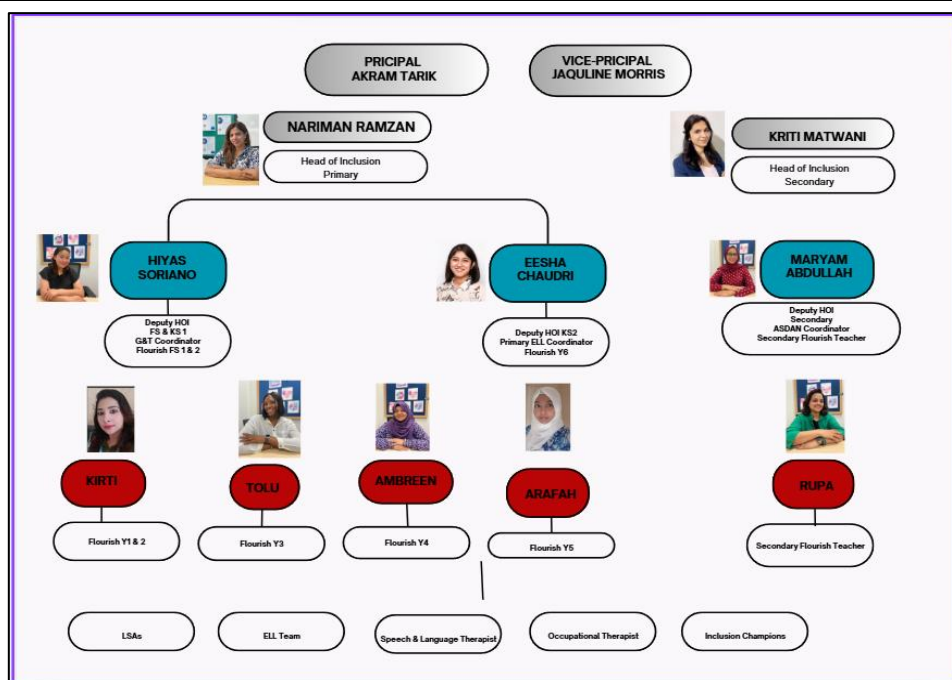 PRICIPAL
AKRAM TARIK
VICE-PRICIPAL
JAQULINE MORRIS
NARIMAN RAMZAN
Head of Inclusion
Primary
KRITI MATWANI
Head of Inclusion
Secondary
HIYAS
SORIANO
EESHA
CHAUDRI
MARYAM
ABDULLAH
Deputy HOI
FS & KS 1
G&T Coordinator
Flourish FS 1 & 2
Deputy HOI KS2
Primary ELL Coordinator
Flourish Y6
Deputy HOI
Secondary
ASDAN Coordinator
Secondary Flourish Teacher
KIRTI
TOLU
AMBREEN
ARAFAH
RUPA
Flourish Y1 & 2
Flourish Y3
Flourish Y4
Flourish Y5
Secondary Flourish Teacher
LSAs
ELL Team
Speech & Language Therapist
Occupational Therapist
Inclusion Champions